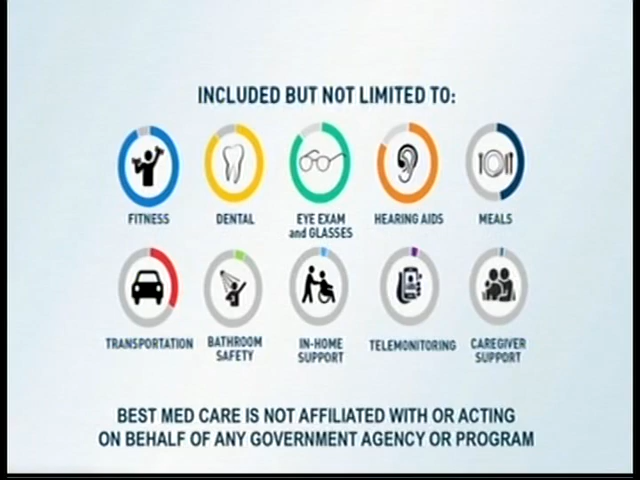 INCLUDED BUT NOT LIMITED TO:
FITNESS
DENTAL
EYE EXAM
and GLASSES
HEARING AIDS
MEALS
TRANSPORTATION
BATHROOM
SAFETY
IN-HOME
SUPPORT
TELEMONITORING
CAREGIVER
SUPPORT
BEST MED CARE IS NOT AFFILIATED WITH OR ACTING
ON BEHALF OF ANY GOVERNMENT AGENCY OR PROGRAM